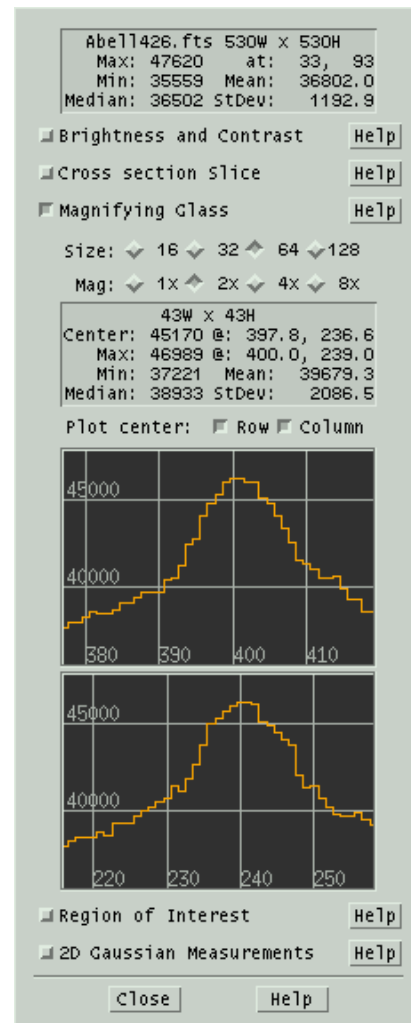 Abell426.fts 530W x 530H
Max: 47620 at: 33, 93
Min: 35559 Mean: 36802.0
Median: 36502 StDev: 1192.9
Brightness and Contrast Help
Cross section Slice Help
Magnifying Glass Help
Size: 16 32 64 128
Mag: 1x 2x 4x 8x
43W x 43H
Center: 45170 @: 397.8, 236.6
Max: 46989 @: 400.0, 239.0
Min: 37221 Mean: 39679.3
Median: 38933 StDev: 2086.5
Plot center: Row Column
45000
40000
380 390 400 410
45000
40000
220 230 240 250
Region of Interest Help
2D Gaussian Measurements Help
Close Help